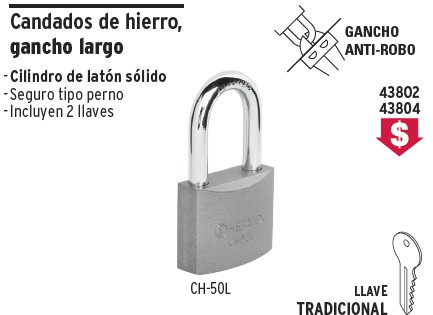 Candados de hierro,
gancho largo
- Cilindro de latón sólido
- Seguro tipo perno
- Incluyen 2 llaves
GANCHO
ANTI-ROBO
43802
43804
$
HERMEX
CH-50L
LLAVE
TRADICIONAL